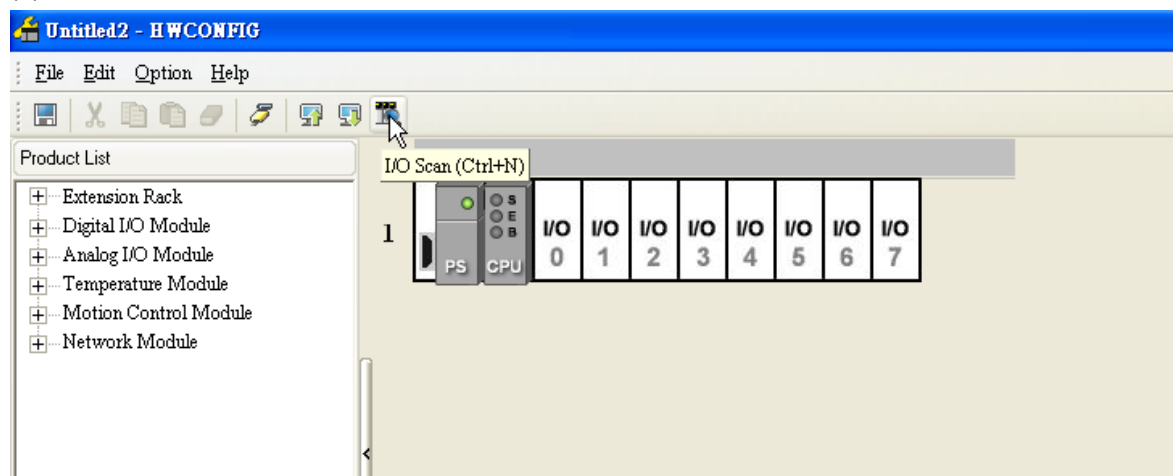 Untitled2 - HWCONFIG
File Edit Option Help
Product List
I/O Scan (Ctrl+N)
Extension Rack
Digital I/O Module
Analog I/O Module
Temperature Module
Motion Control Module
Network Module
1
PS
S
E
B
CPU
I/O 0
I/O 1
I/O 2
I/O 3
I/O 4
I/O 5
I/O 6
I/O 7